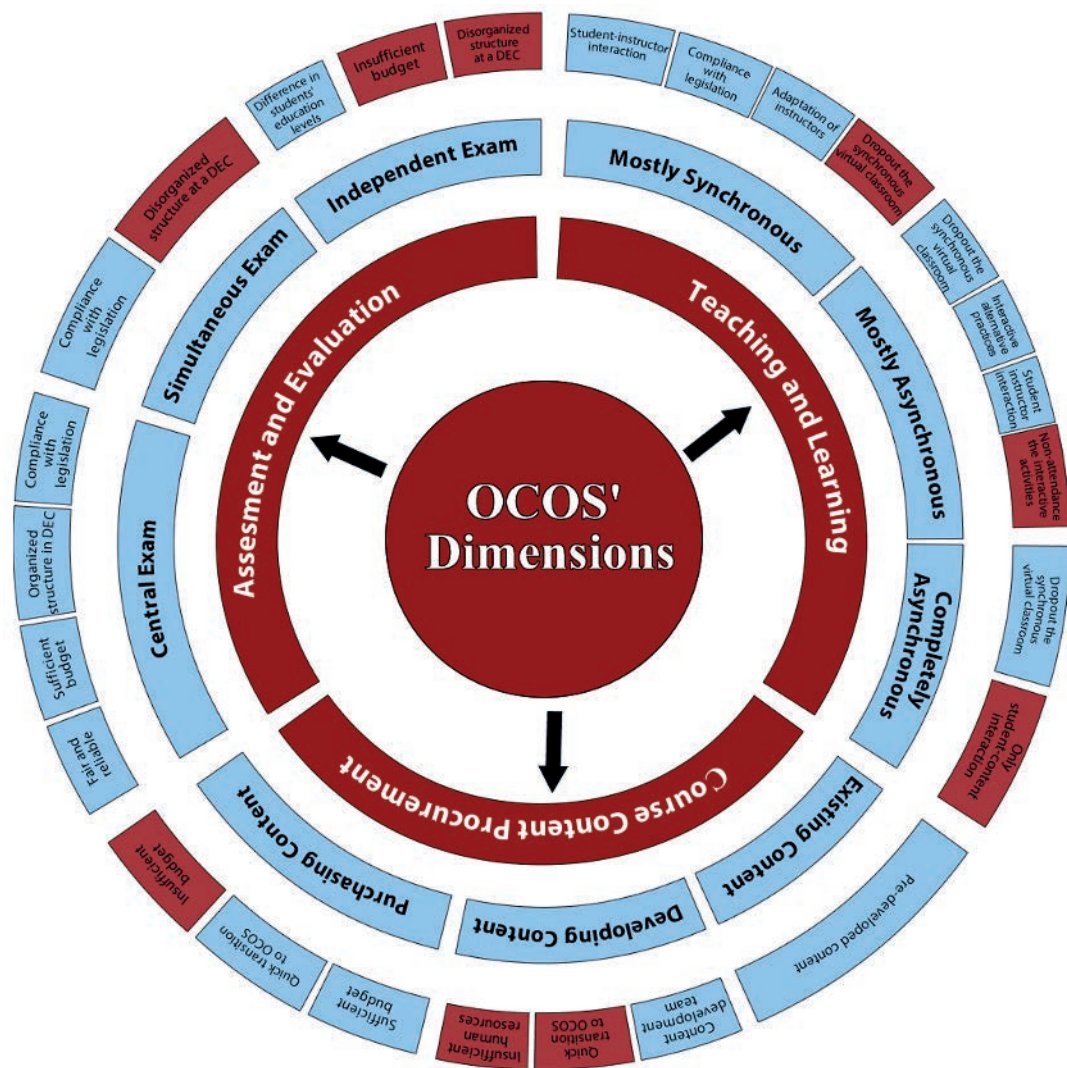 OCOS'
Dimensions
Teaching and Learning
Mostly Synchronous
Student-instructor
interaction
Compliance
with
legislation
Adaptation of
instructors
Dropout the
synchronous
virtual classroom
Mostly Asynchronous
Dropout the
synchronous
virtual
classroom
Interactive
alternative
practices
Student
instructor
interaction
Non-attendance
the interactive
activities
Completely
Asynchronous
Dropout the
synchronous
virtual classroom
Only
student-content
interaction
Course Content Procurement
Existing Content
Pre-developed content
Developing Content
Content
development
team
Quick
transition
to OCOS
Insufficient
human
resources
Purchasing Content
Sufficient
budget
Quick transition
to OCOS
Insufficient
budget
Assesment and Evaluation
Central Exam
Fair and
reliable
Sufficient
budget
Organized
structure in DEC
Compliance
with
legislation
Simultaneous Exam
Compliance
with
legislation
Disorganized
structure at a DEC
Independent Exam
Difference in
students'
education
levels
Insufficient
budget
Disorganized
structure
at a DEC